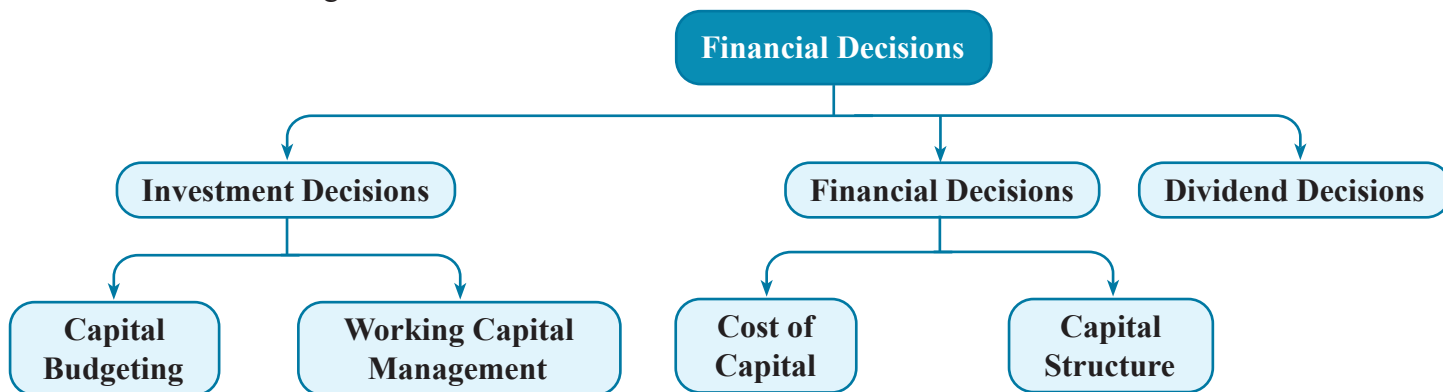 Financial Decisions
Investment Decisions
Financial Decisions
Dividend Decisions
Capital
Budgeting
Working Capital
Management
Cost of
Capital
Capital
Structure